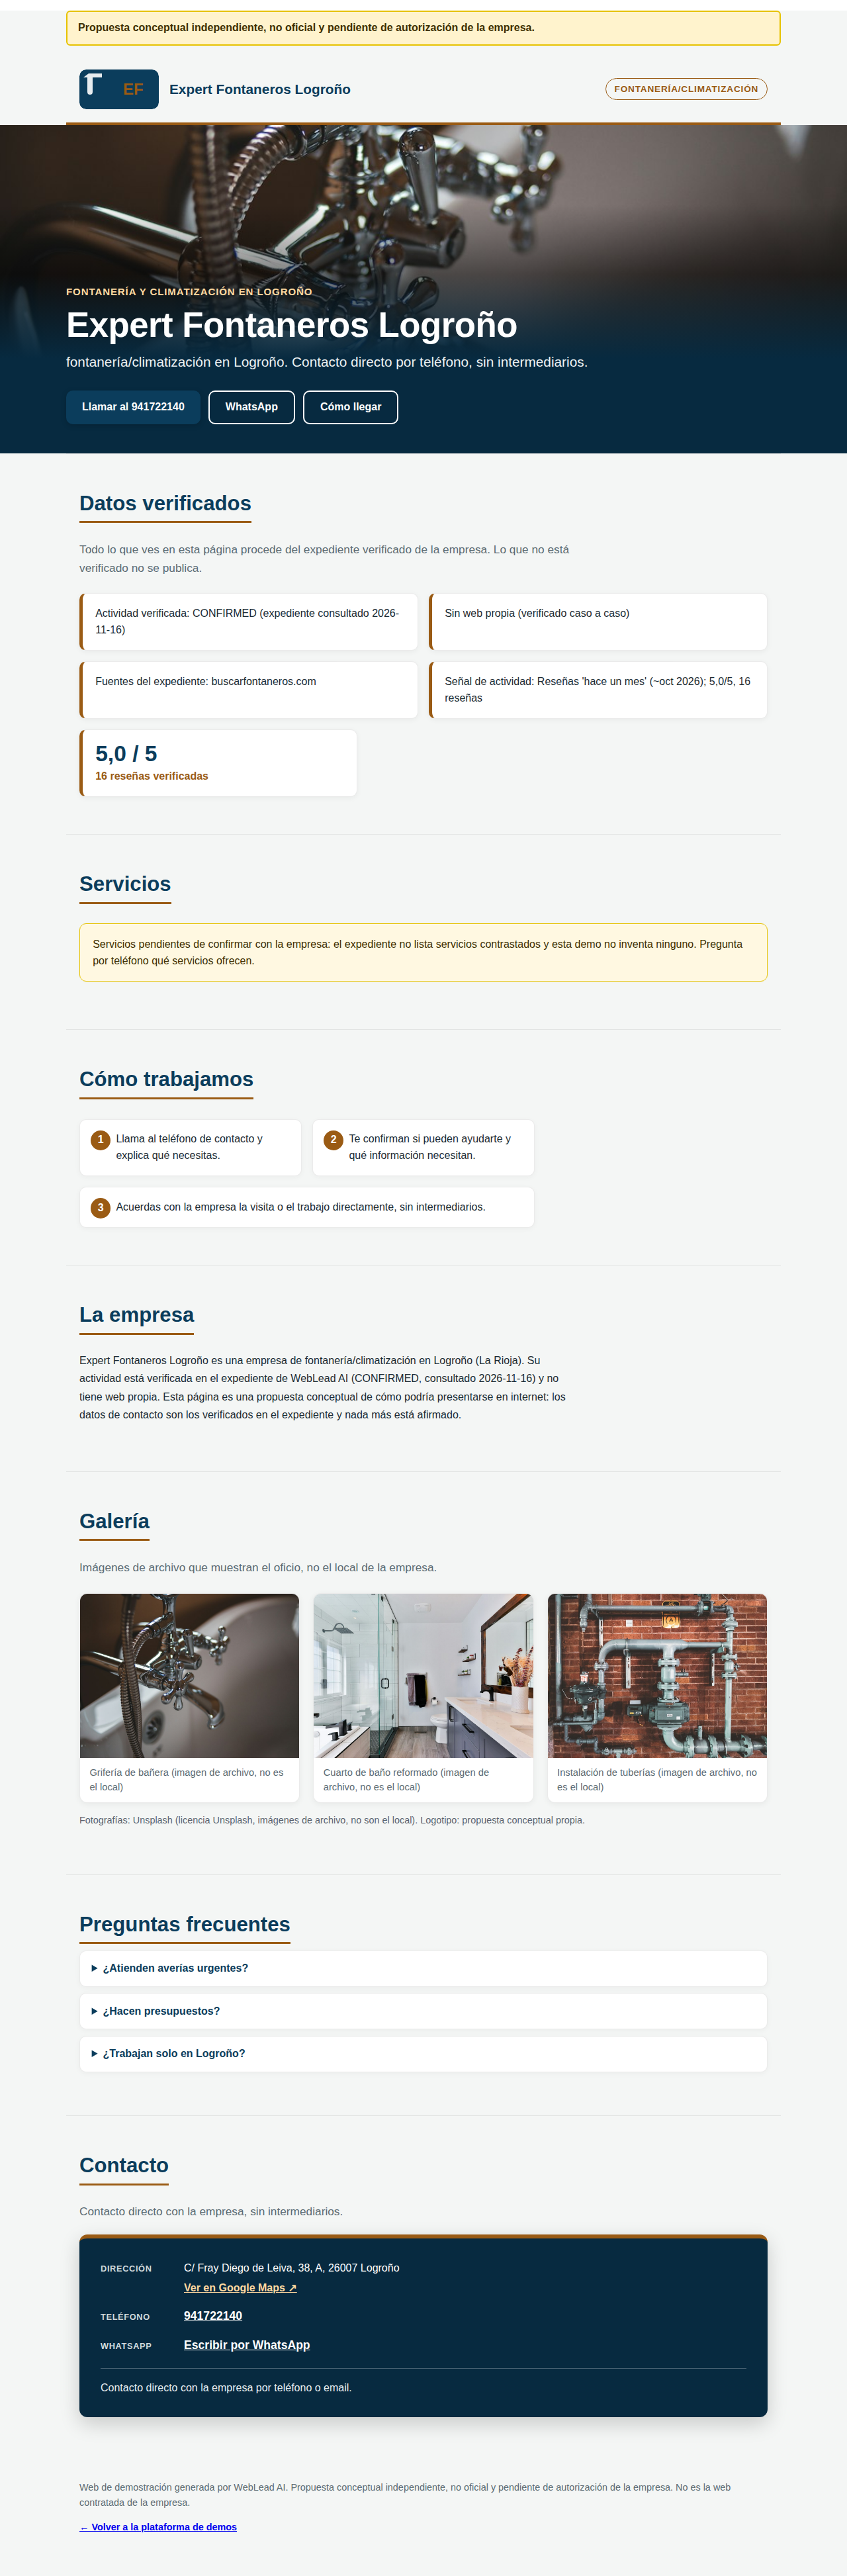 Propuesta conceptual independiente, no oficial y pendiente de autorización de la empresa.
EF
Expert Fontaneros Logroño
FONTANERÍA/CLIMATIZACIÓN
FONTANERÍA Y CLIMATIZACIÓN EN LOGROÑO
Expert Fontaneros Logroño
fontanería/climatización en Logroño. Contacto directo por teléfono, sin intermediarios.
Llamar al 941722140
WhatsApp
Cómo llegar
Datos verificados
Todo lo que ves en esta página procede del expediente verificado de la empresa. Lo que no está
verificado no se publica.
Actividad verificada: CONFIRMED (expediente consultado 2026-
11-16)
Sin web propia (verificado caso a caso)
Fuentes del expediente: buscarfontaneros.com
Señal de actividad: Reseñas 'hace un mes' (~oct 2026); 5,0/5, 16
reseñas
5,0 / 5
16 reseñas verificadas
Servicios
Servicios pendientes de confirmar con la empresa: el expediente no lista servicios contrastados y esta demo no inventa ninguno. Pregunta
por teléfono qué servicios ofrecen.
Cómo trabajamos
1 Llama al teléfono de contacto y
explica qué necesitas.
2 Te confirman si pueden ayudarte y
qué información necesitan.
3 Acuerdas con la empresa la visita o el trabajo directamente, sin intermediarios.
La empresa
Expert Fontaneros Logroño es una empresa de fontanería/climatización en Logroño (La Rioja). Su
actividad está verificada en el expediente de WebLead AI (CONFIRMED, consultado 2026-11-16) y no
tiene web propia. Esta página es una propuesta conceptual de cómo podría presentarse en internet: los
datos de contacto son los verificados en el expediente y nada más está afirmado.
Galería
Imágenes de archivo que muestran el oficio, no el local de la empresa.
Grifería de bañera (imagen de archivo, no es
el local)
Cuarto de baño reformado (imagen de
archivo, no es el local)
Instalación de tuberías (imagen de archivo, no
es el local)
Fotografías: Unsplash (licencia Unsplash, imágenes de archivo, no son el local). Logotipo: propuesta conceptual propia.
Preguntas frecuentes
▶ ¿Atienden averías urgentes?
▶ ¿Hacen presupuestos?
▶ ¿Trabajan solo en Logroño?
Contacto
Contacto directo con la empresa, sin intermediarios.
DIRECCIÓN
C/ Fray Diego de Leiva, 38, A, 26007 Logroño
Ver en Google Maps ↗
TELÉFONO
941722140
WHATSAPP
Escribir por WhatsApp
Contacto directo con la empresa por teléfono o email.
Web de demostración generada por WebLead AI. Propuesta conceptual independiente, no oficial y pendiente de autorización de la empresa. No es la web
contratada de la empresa.
← Volver a la plataforma de demos